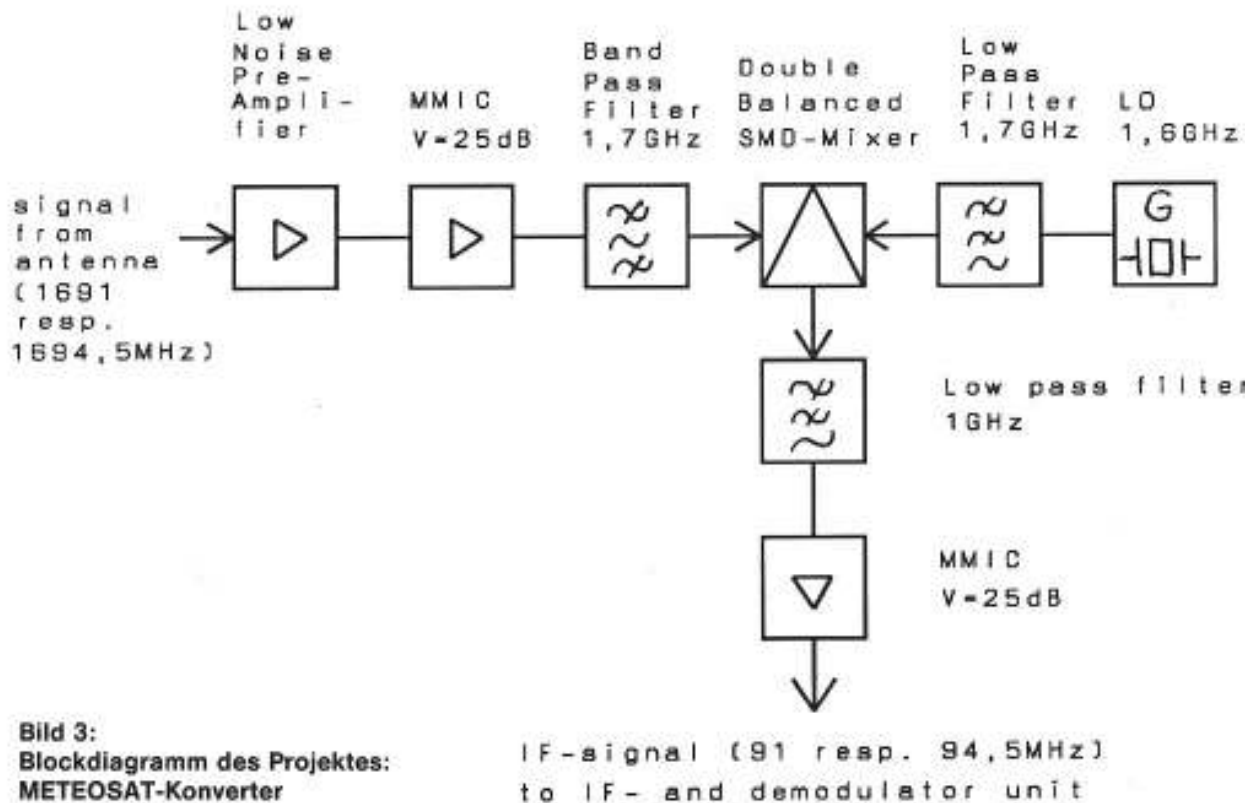 Low
Noise
Pre-
Ampli-
fier
MMIC
V=25dB
Band
Pass
Filter
1,7GHz
Double
Balanced
SMD-Mixer
Low
Pass
Filter
1,7GHz
LO
1,6GHz
signal
from
antenna
(1691
resp.
1694,5MHz)
G
Low pass filter
1GHz
MMIC
V=25dB
Bild 3:
Blockdiagramm des Projektes:
METEOSAT-Konverter
IF-signal (91 resp. 94,5MHz)
to IF- and demodulator unit